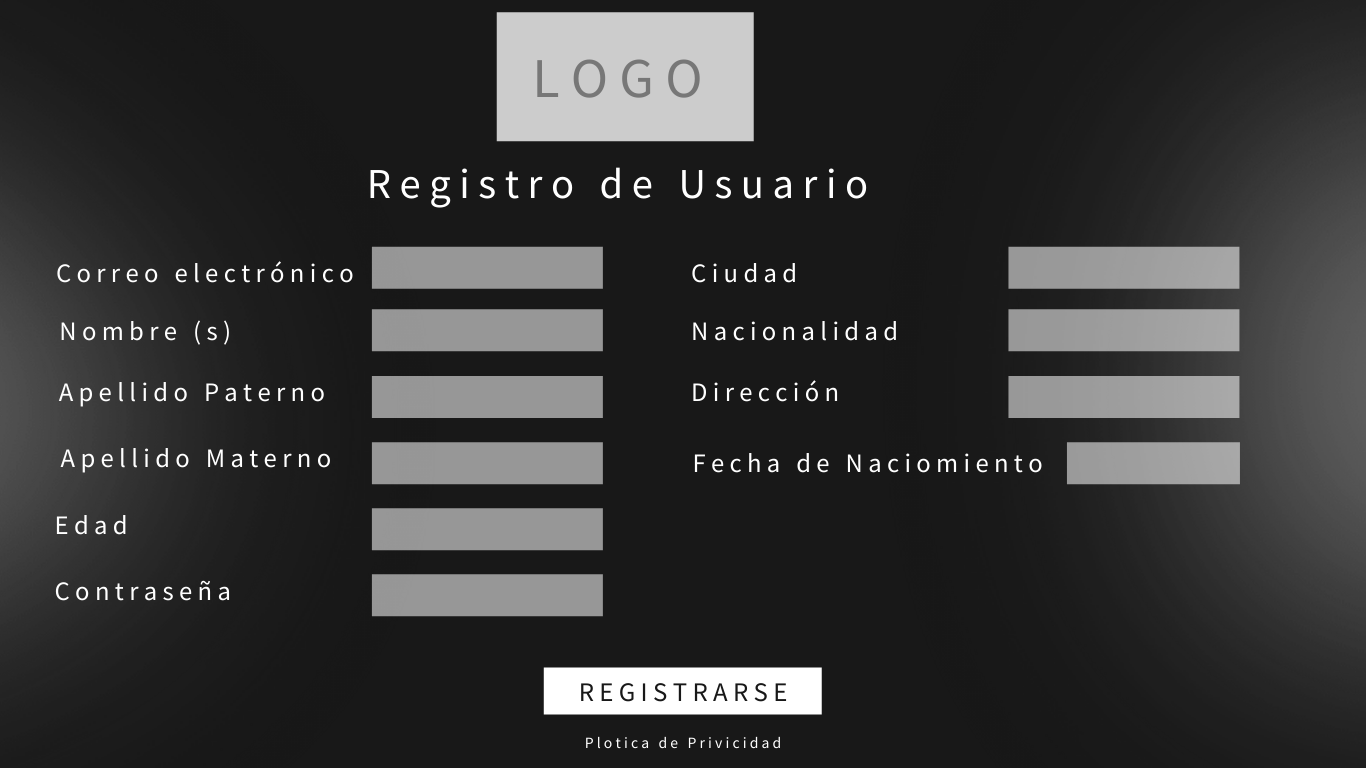 LOGO
Registro de Usuario
Correo electrónico
Nombre (s)
Apellido Paterno
Apellido Materno
Edad
Contraseña
Ciudad
Nacionalidad
Dirección
Fecha de Naciomiento
REGISTRARSE
Plotica de Privicidad